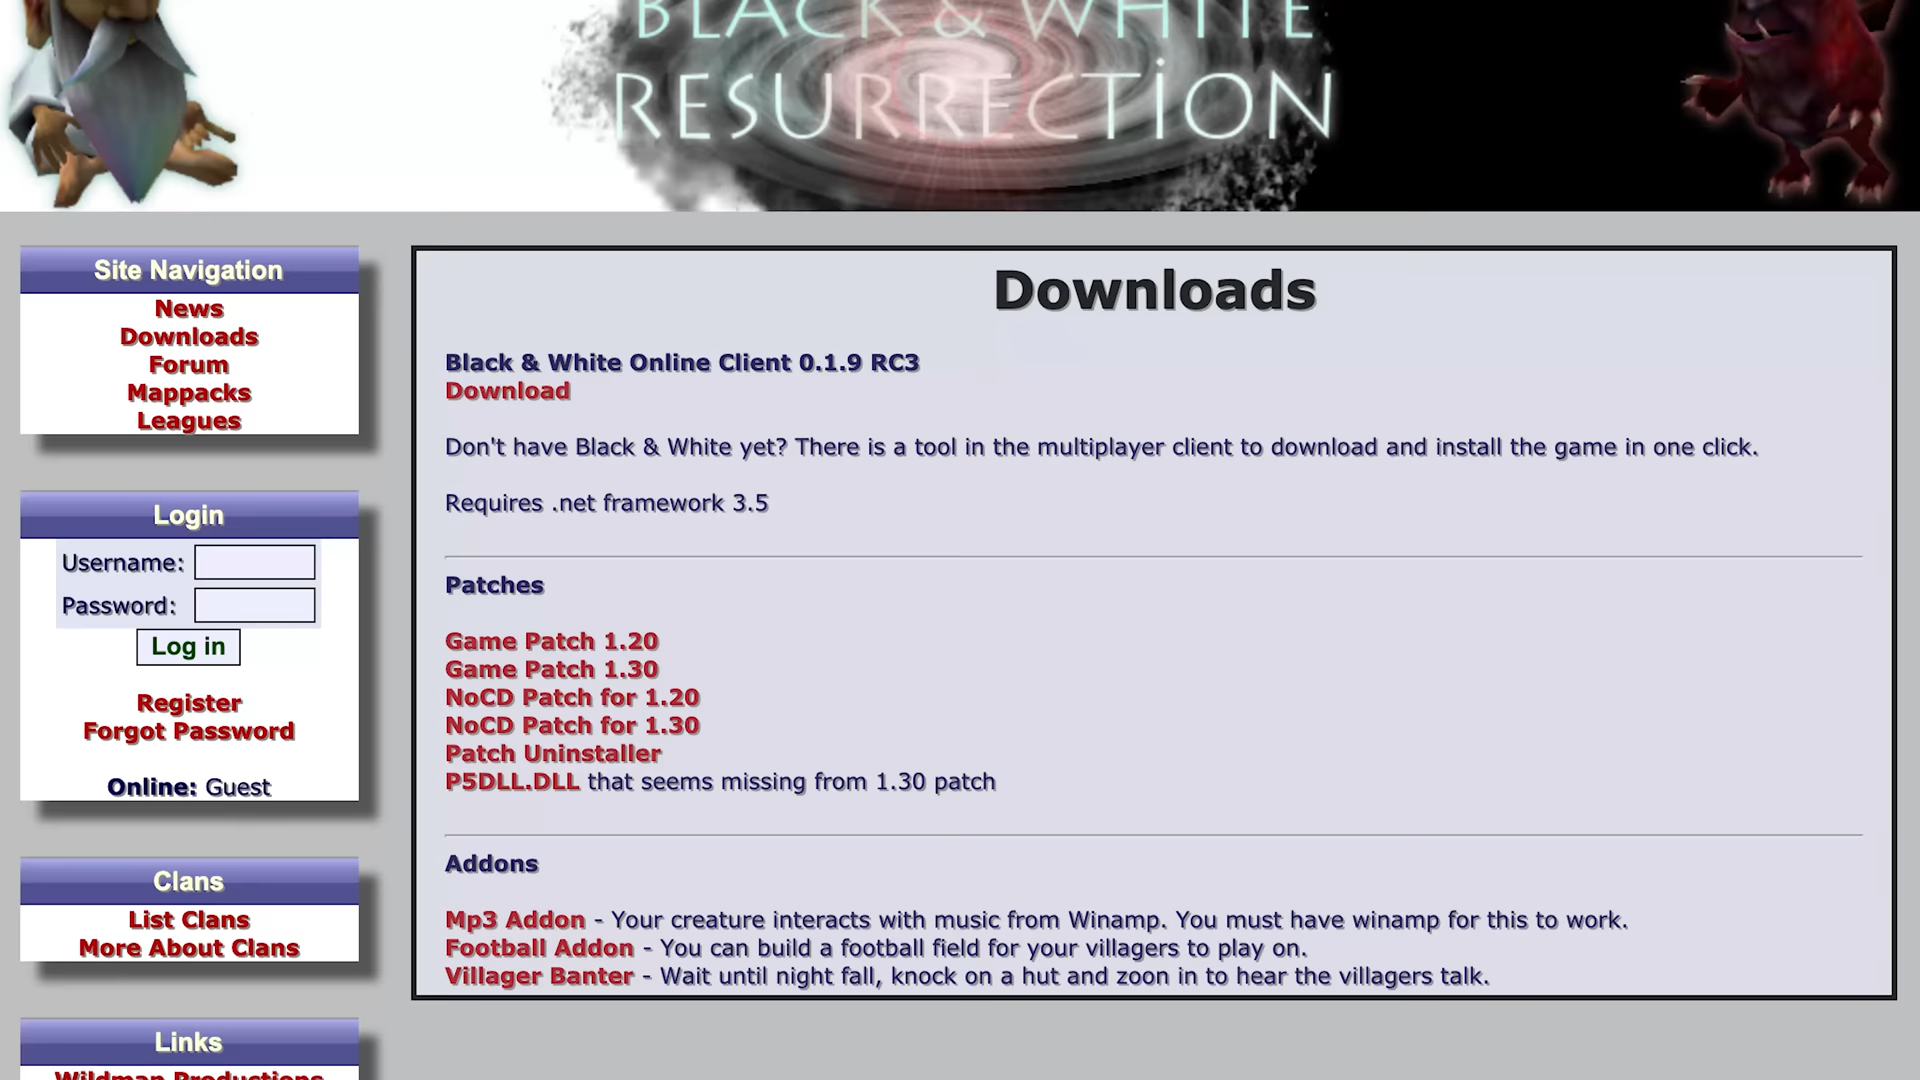 BLACK & WHITE
RESURRECTION
Site Navigation
News
Downloads
Forum
Mappacks
Leagues
Login
Username:
Password:
Log in
Register
Forgot Password
Online: Guest
Clans
List Clans
More About Clans
Links
Wildman Productions
Downloads
Black & White Online Client 0.1.9 RC3
Download
Don't have Black & White yet? There is a tool in the multiplayer client to download and install the game in one click.
Requires .net framework 3.5
Patches
Game Patch 1.20
Game Patch 1.30
NoCD Patch for 1.20
NoCD Patch for 1.30
Patch Uninstaller
P5DLL.DLL that seems missing from 1.30 patch
Addons
Mp3 Addon - Your creature interacts with music from Winamp. You must have winamp for this to work.
Football Addon - You can build a football field for your villagers to play on.
Villager Banter - Wait until night fall, knock on a hut and zoon in to hear the villagers talk.